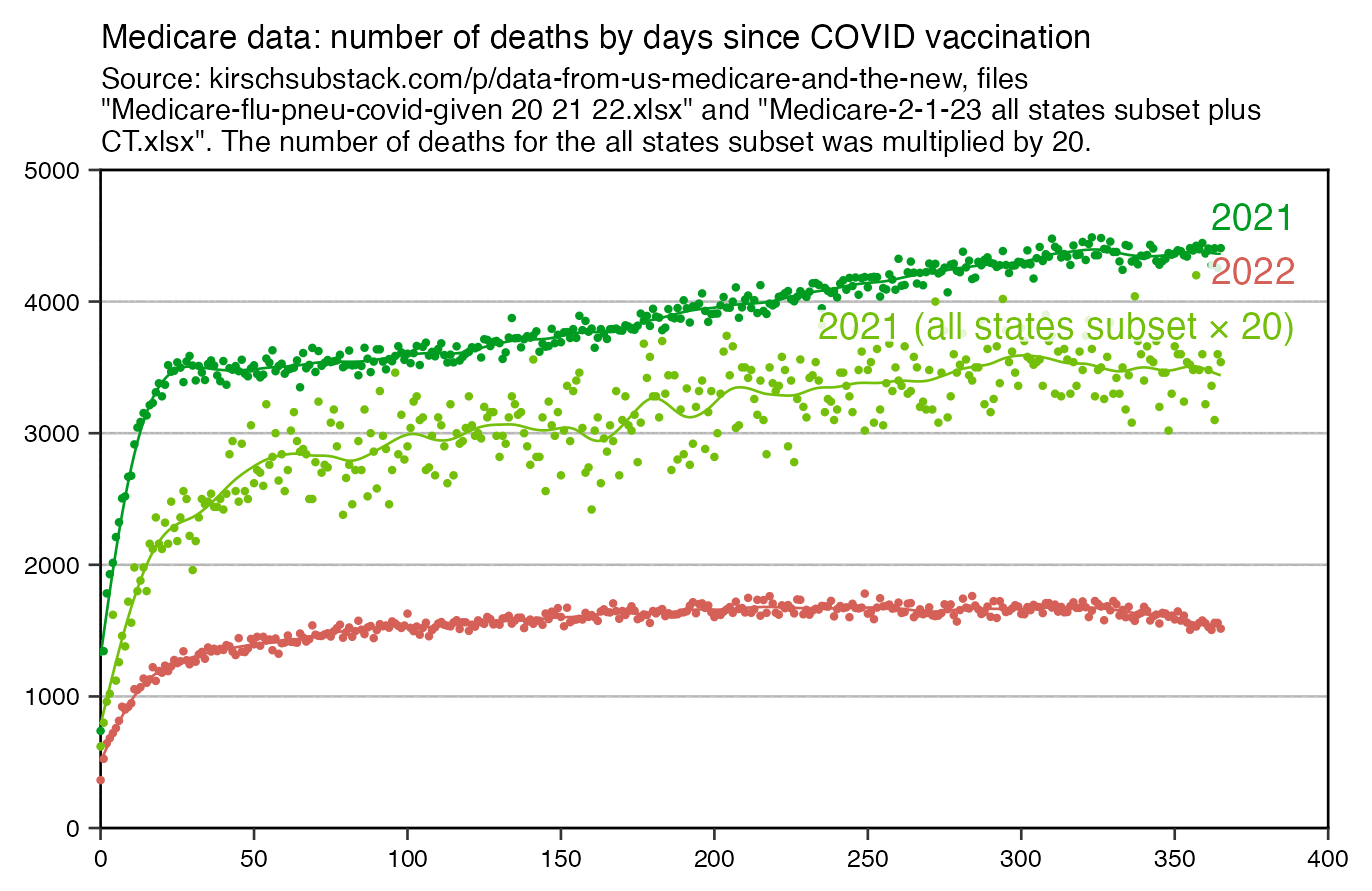 Medicare data: number of deaths by days since COVID vaccination
Source: kirschsubstack.com/p/data-from-us-medicare-and-the-new, files
"Medicare-flu-pneu-covid-given 20 21 22.xlsx" and "Medicare-2-1-23 all states subset plus
CT.xlsx". The number of deaths for the all states subset was multiplied by 20.
5000
2021
2022
4000
2021 (all states subset × 20)
3000
2000
1000
0
0 50 100 150 200 250 300 350 400